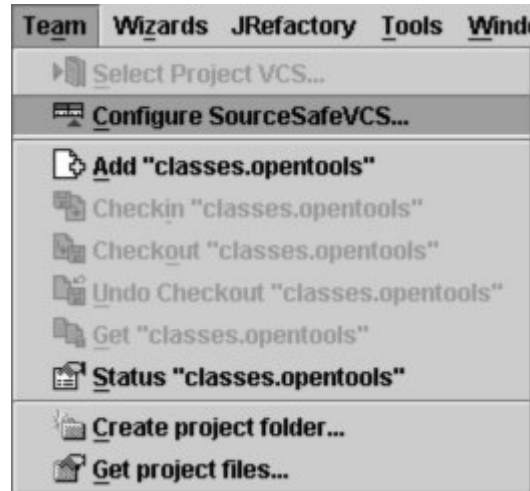 Team Wizards JRefactory Tools
Select Project VCS...
Configure SourceSafeVCS...
Add "classes.opentools"
Checkin "classes.opentools"
Checkout "classes.opentools"
Undo Checkout "classes.opentools"
Get "classes.opentools"
Status "classes.opentools"
Create project folder...
Get project files...